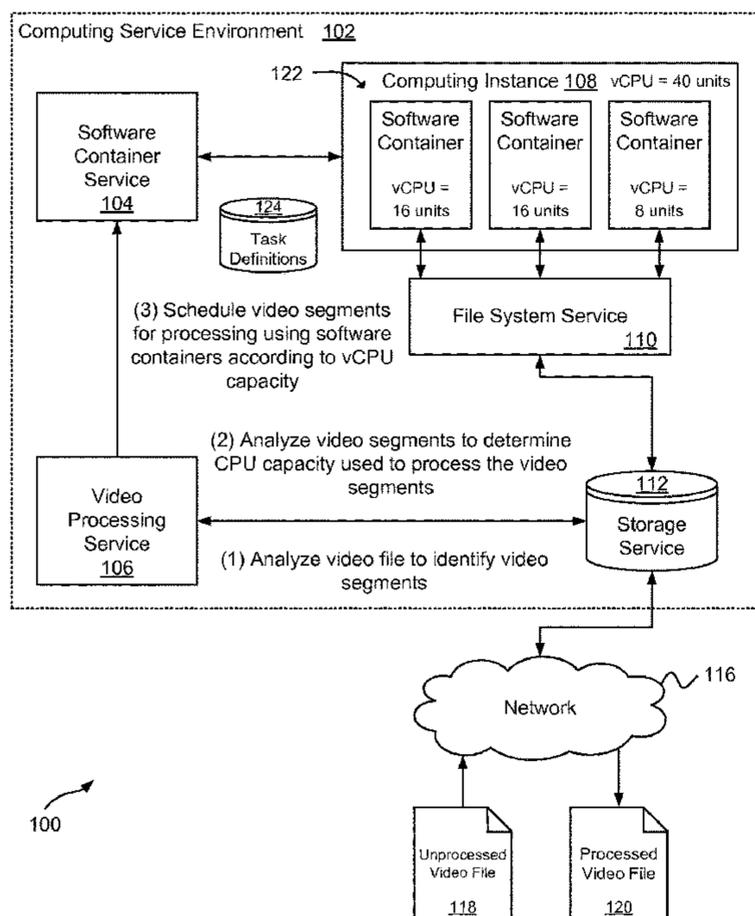 Computing Service Environment 102
122
Computing Instance 108 vCPU = 40 units
Software
Container
Service
104
Software
Container
vCPU =
16 units
Software
Container
vCPU =
16 units
Software
Container
vCPU =
8 units
124
Task
Definitions
(3) Schedule video segments
for processing using software
containers according to vCPU
capacity
File System Service
110
(2) Analyze video segments to determine
CPU capacity used to process the video
segments
Video
Processing
Service
106
112
Storage
Service
(1) Analyze video file to identify video
segments
116
Network
100
Unprocessed
Video File
118
Processed
Video File
120